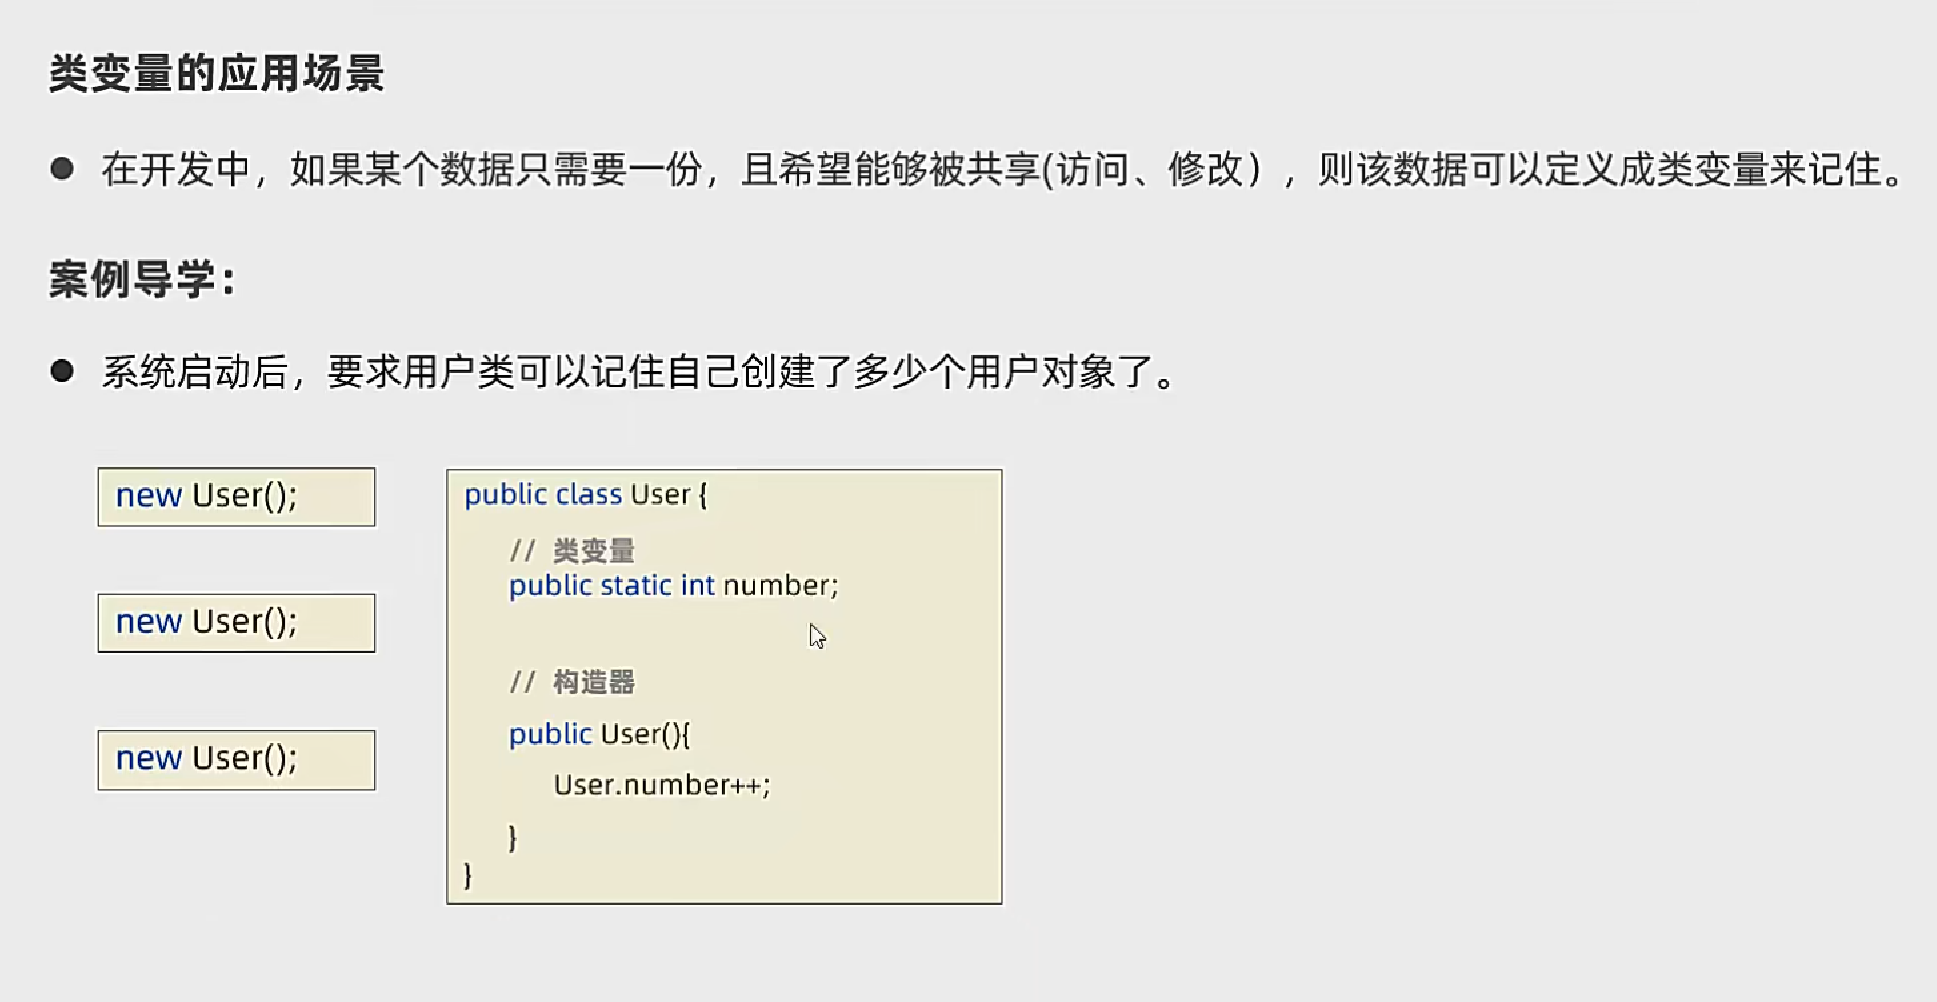 类变量的应用场景
● 在开发中，如果某个数据只需要一份，且希望能够被共享(访问、修改），则该数据可以定义成类变量来记住。
案例导学：
● 系统启动后，要求用户类可以记住自己创建了多少个用户对象了。
new User();
new User();
new User();
public class User {
// 类变量
public static int number;
// 构造器
public User(){
User.number++;
}
}